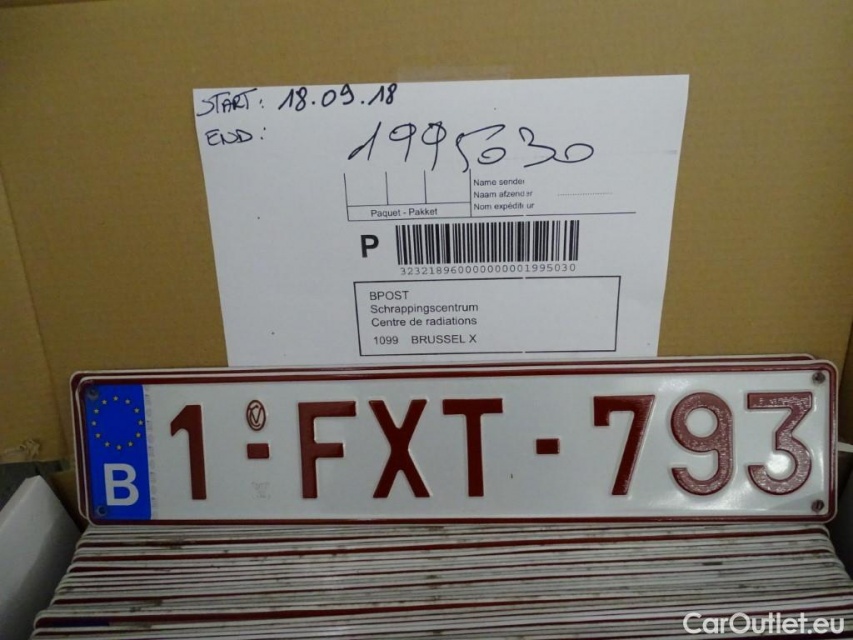 START: 18.09.18
END:
1995030
Name sender
Naam afzender
Nom expéditeur
Paquet - Pakket
P
323218960000000001995030
BPOST
Schrappingscentrum
Centre de radiations
1099 BRUSSEL X
B 1-FXT-793
CarOutlet.eu